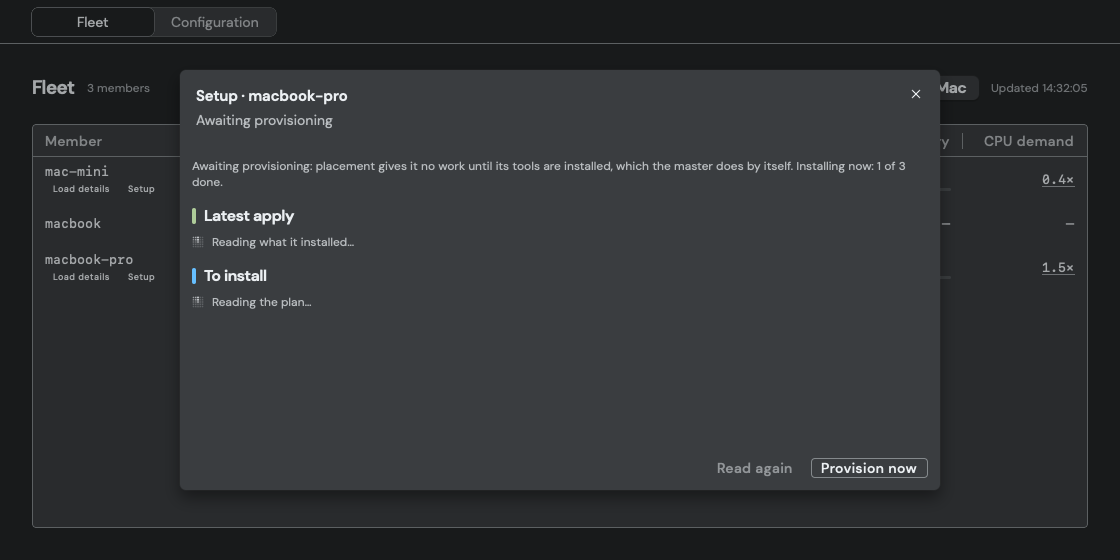 Fleet Configuration
Fleet 3 members Mac Updated 14:32:05
Setup · macbook-pro
Awaiting provisioning
Member CPU demand
Awaiting provisioning: placement gives it no work until its tools are installed, which the master does by itself. Installing now: 1 of 3
done.
mac-mini 0.4×
Load details Setup
Latest apply
macbook — —
Reading what it installed…
macbook-pro 1.5×
Load details Setup
To install
Reading the plan…
Read again Provision now